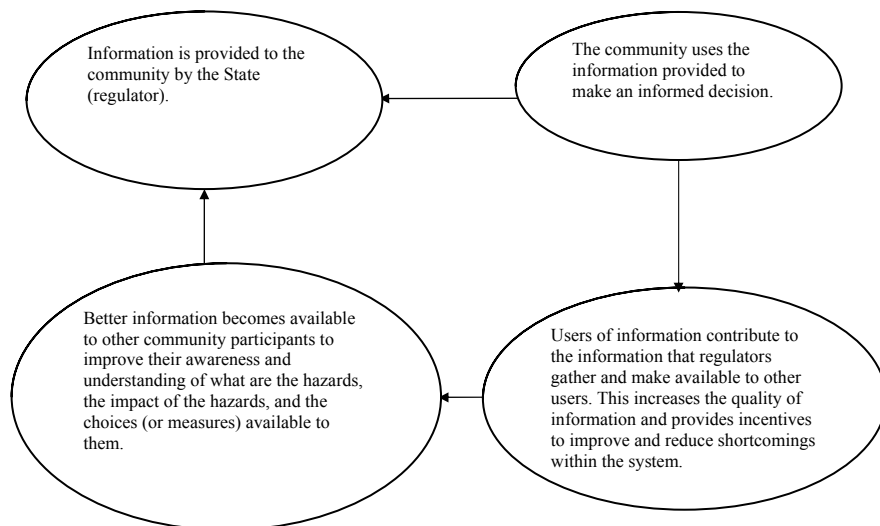 Information is provided to the
community by the State
(regulator).
The community uses the
information provided to
make an informed decision.
Better information becomes available
to other community participants to
improve their awareness and
understanding of what are the hazards,
the impact of the hazards, and the
choices (or measures) available to
them.
Users of information contribute to
the information that regulators
gather and make available to other
users. This increases the quality of
information and provides incentives
to improve and reduce shortcomings
within the system.